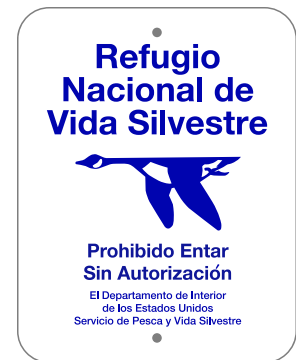 Refugio
Nacional de
Vida Silvestre
Prohibido Entar
Sin Autorización
El Departamento de Interior
de los Estados Unidos
Servicio de Pesca y Vida Silvestre